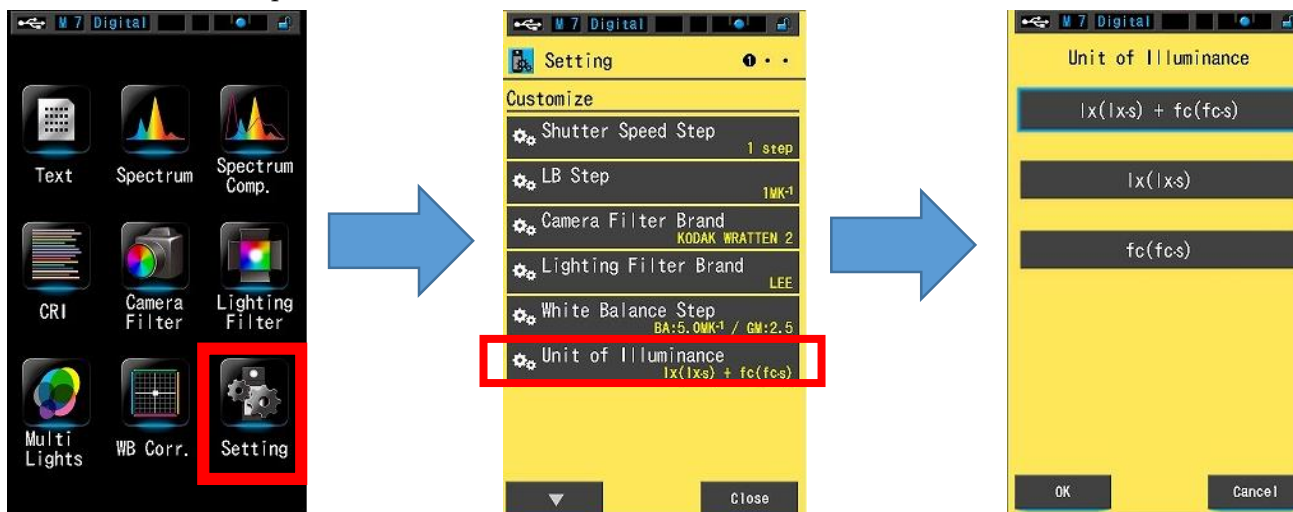 M 7 Digital
Text
Spectrum
Spectrum
Comp.
CRI
Camera
Filter
Lighting
Filter
Multi
Lights
WB Corr.
Setting
M 7 Digital
Setting
❶・・
Customize
Shutter Speed Step
1 step
LB Step
1MK-¹
Camera Filter Brand
KODAK WRATTEN 2
Lighting Filter Brand
LEE
White Balance Step
BA:5.0MK-¹ / GM:2.5
Unit of Illuminance
lx(lx·s) + fc(fc·s)
▼
Close
M 7 Digital
Unit of Illuminance
lx(lx·s) + fc(fc·s)
lx(lx·s)
fc(fc·s)
OK
Cancel